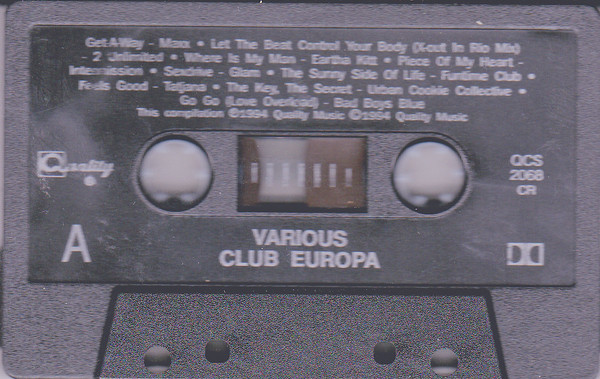 Get A Way - Maxx • Let The Beat Control Your Body (X-out In Rio Mix)
- 2 Unlimited • Where Is My Man - Eartha Kitt • Piece Of My Heart -
Intermission • Sexdrive - Glam • The Sunny Side Of Life - Funtime Club •
Feels Good - Tatjana • The Key, The Secret - Urban Cookie Collective •
Go Go (Love Overload) - Bad Boys Blue
This compilation ©1994 Quality Music ℗1994 Quality Music
Quality
QCS
2068
CR
A
VARIOUS
CLUB EUROPA